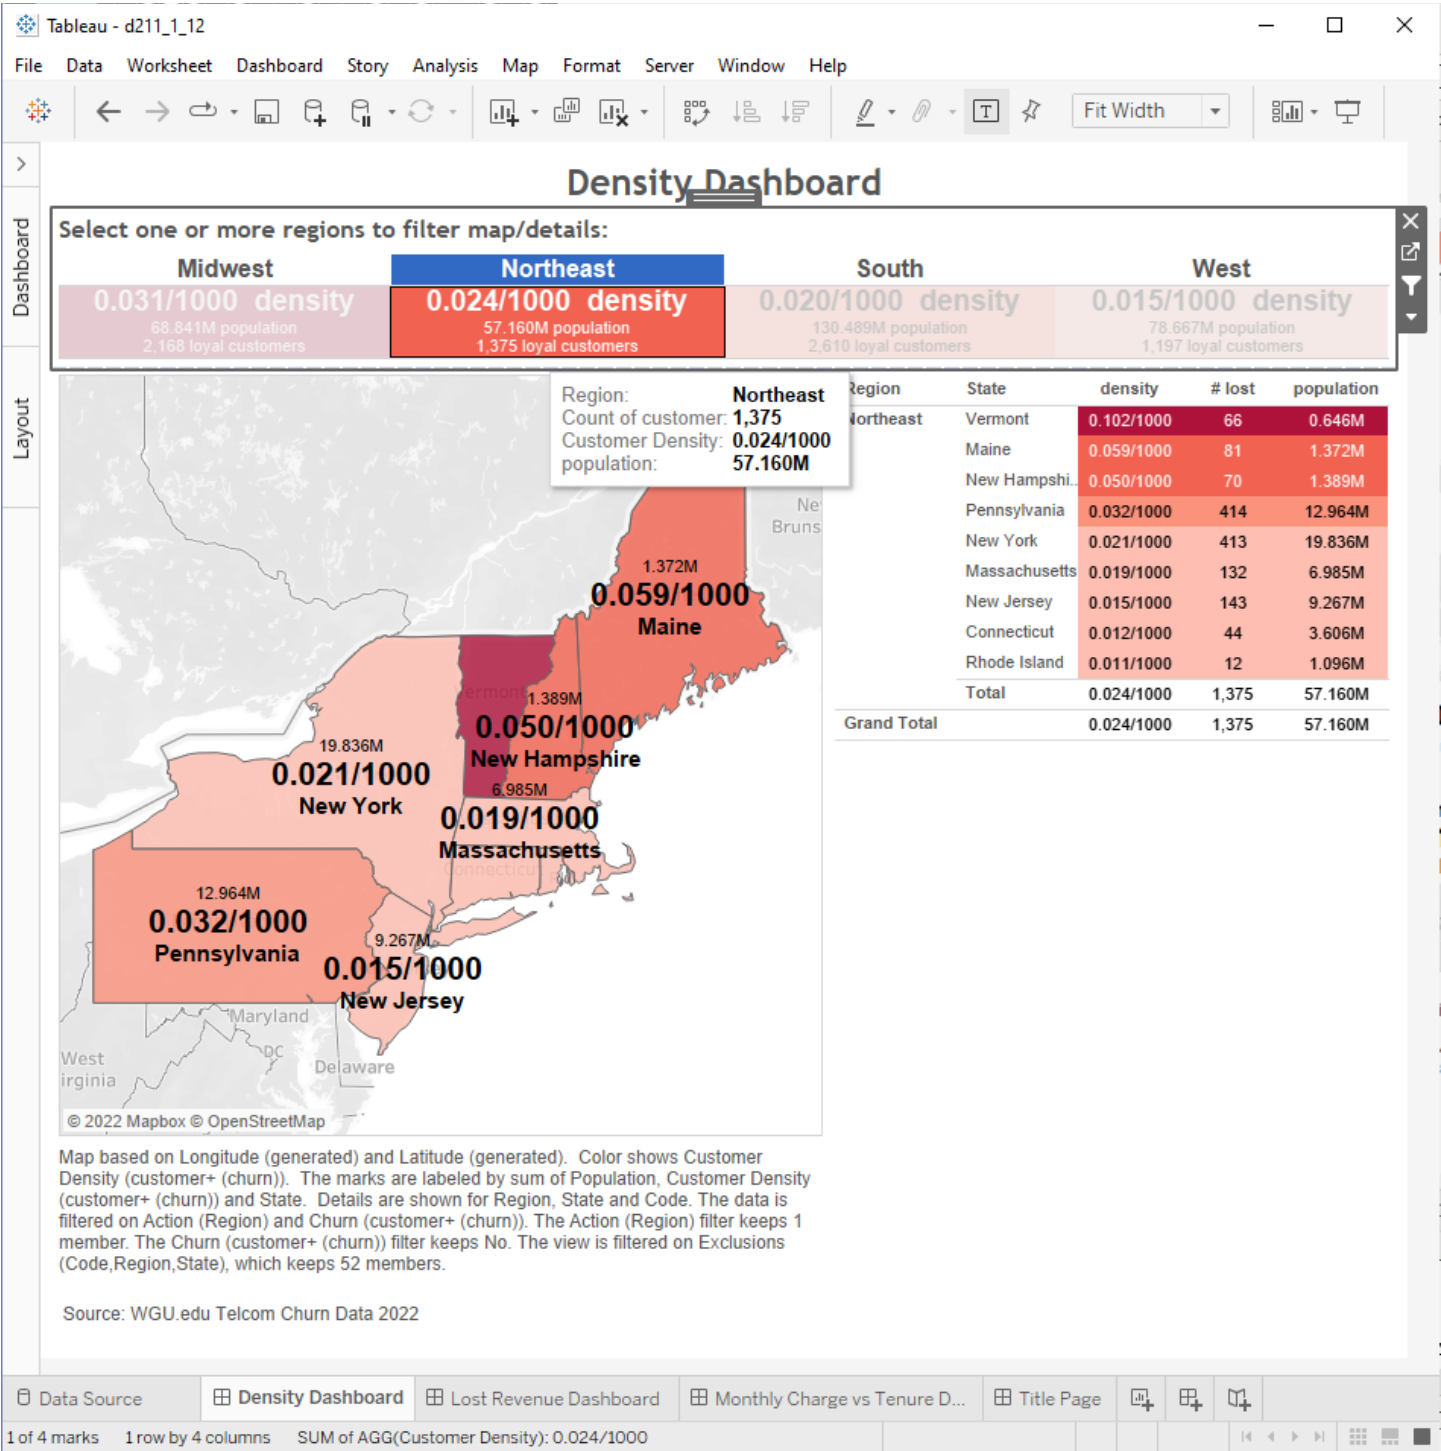 Tableau - d211_1_12
File Data Worksheet Dashboard Story Analysis Map Format Server Window Help
T Fit Width
Dashboard
Layout
Density Dashboard
Select one or more regions to filter map/details:
Midwest Northeast South West
0.031/1000 density 0.024/1000 density 0.020/1000 density 0.015/1000 density
68.841M population 57.160M population 130.489M population 78.667M population
2,168 loyal customers 1,375 loyal customers 2,610 loyal customers 1,197 loyal customers
Region: Northeast
Count of customer: 1,375
Customer Density: 0.024/1000
population: 57.160M
Region State density # lost population
Northeast Vermont 0.102/1000 66 0.646M
Maine 0.059/1000 81 1.372M
New Hampshi.. 0.050/1000 70 1.389M
Pennsylvania 0.032/1000 414 12.964M
New York 0.021/1000 413 19.836M
Massachusetts 0.019/1000 132 6.985M
New Jersey 0.015/1000 143 9.267M
Connecticut 0.012/1000 44 3.606M
Rhode Island 0.011/1000 12 1.096M
Total 0.024/1000 1,375 57.160M
Grand Total 0.024/1000 1,375 57.160M
Ne
Bruns
1.372M
0.059/1000
Maine
Vermont
1.389M
0.050/1000
New Hampshire
19.836M
0.021/1000
New York
6.985M
0.019/1000
Massachusetts
Connecticut
12.964M
0.032/1000
Pennsylvania
9.267M
0.015/1000
New Jersey
Maryland
DC
West
irginia
Delaware
© 2022 Mapbox © OpenStreetMap
Map based on Longitude (generated) and Latitude (generated). Color shows Customer
Density (customer+ (churn)). The marks are labeled by sum of Population, Customer Density
(customer+ (churn)) and State. Details are shown for Region, State and Code. The data is
filtered on Action (Region) and Churn (customer+ (churn)). The Action (Region) filter keeps 1
member. The Churn (customer+ (churn)) filter keeps No. The view is filtered on Exclusions
(Code,Region,State), which keeps 52 members.
Source: WGU.edu Telcom Churn Data 2022
Data Source Density Dashboard Lost Revenue Dashboard Monthly Charge vs Tenure D... Title Page
1 of 4 marks 1 row by 4 columns SUM of AGG(Customer Density): 0.024/1000